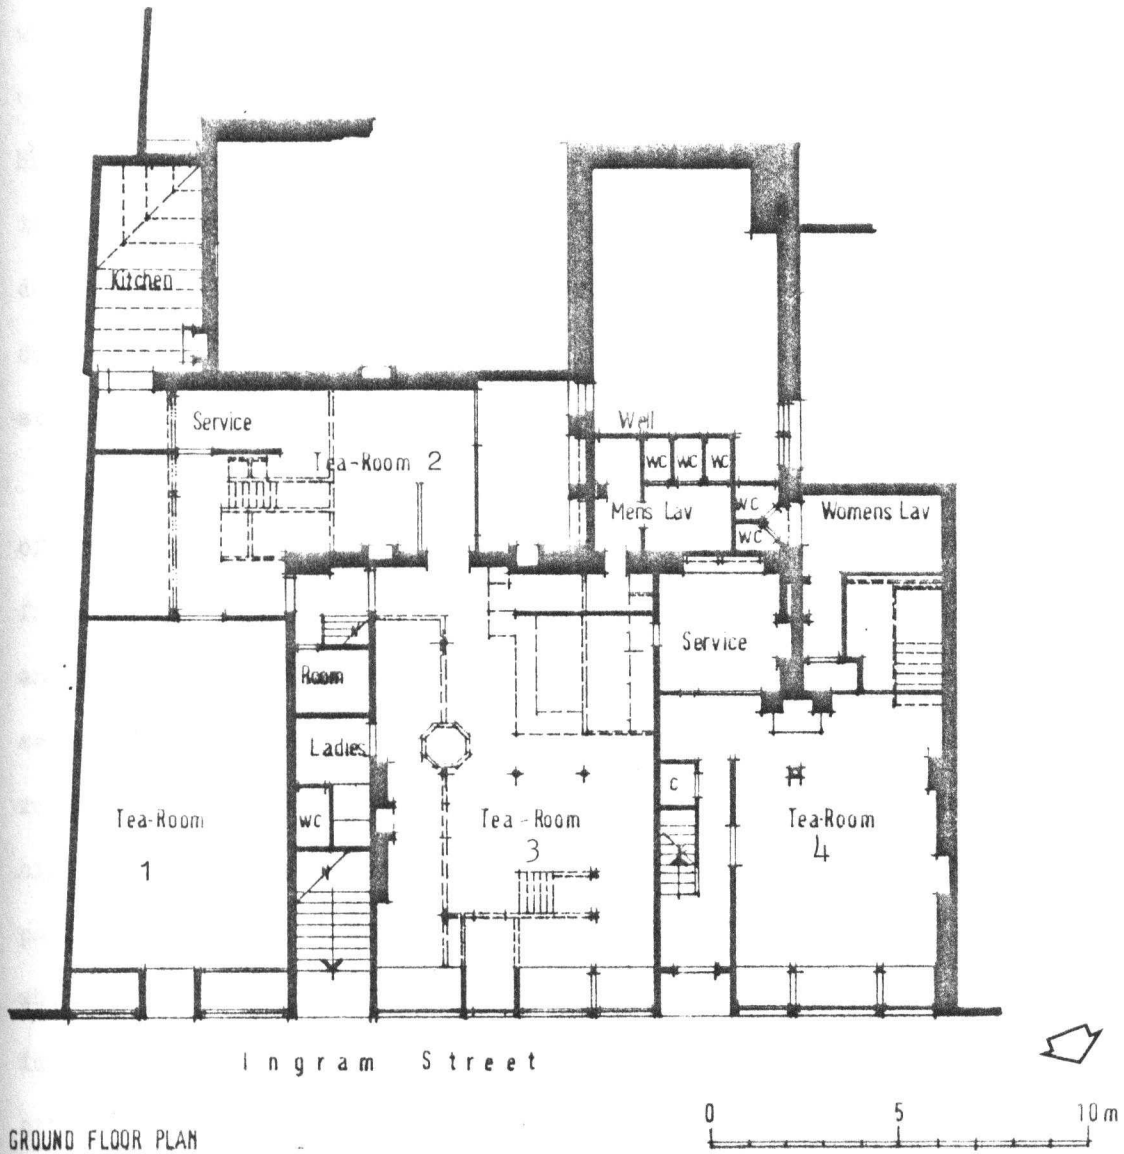 Kitchen
Service
Well
Tea-Room 2
WC
WC
WC
WC
WC
Mens Lav
Womens Lav
Service
Room
Ladies
WC
Tea-Room
1
Tea-Room
3
C
Tea-Room
4
N
N
Ingram Street
0 5 10 m
GROUND FLOOR PLAN